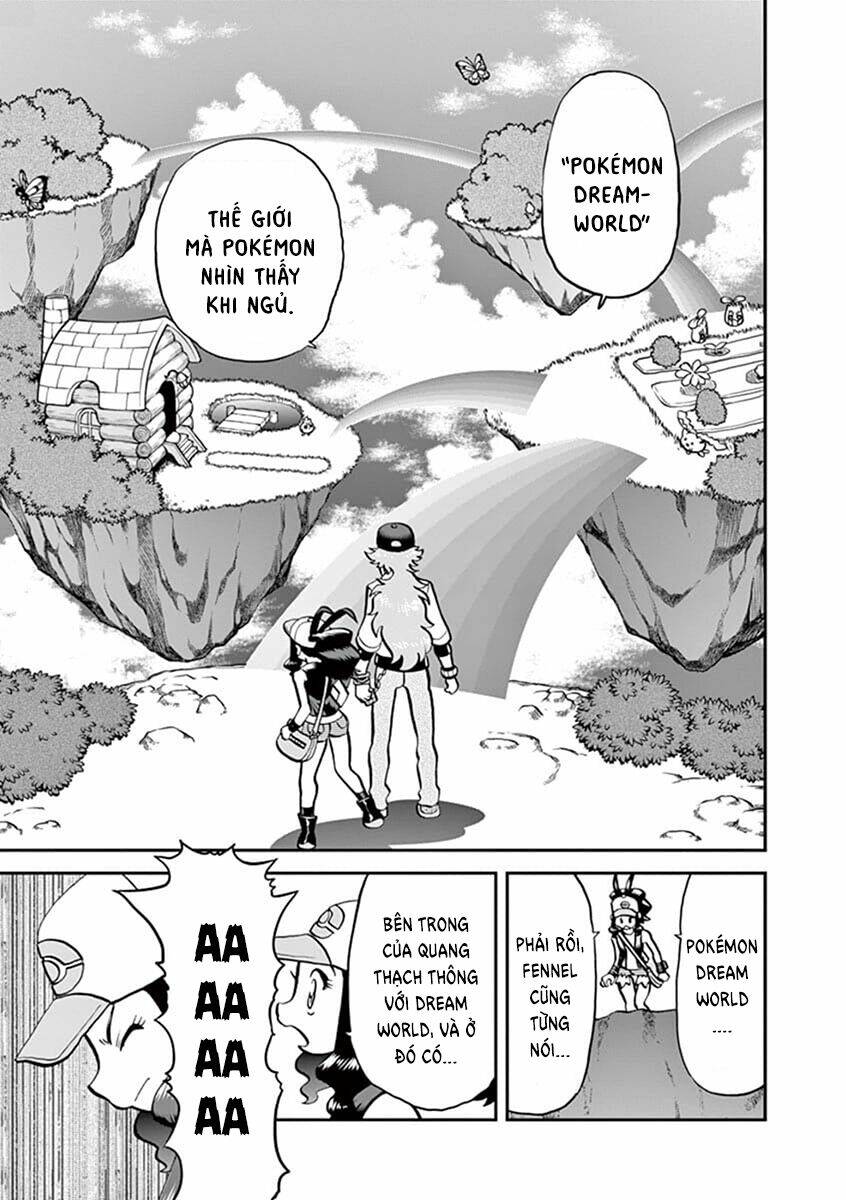 “POKÉMON
DREAM-
WORLD”
THẾ GIỚI
MÀ POKÉMON
NHÌN THẤY
KHI NGỦ.
POKÉMON
DREAM
WORLD
....
PHẢI RỒI,
FENNEL
CŨNG
TỪNG
NÓI...
BÊN TRONG
CỦA QUANG
THẠCH THÔNG
VỚI DREAM
WORLD, VÀ Ở
ĐÓ CÓ...
AA
AA
AA
AA